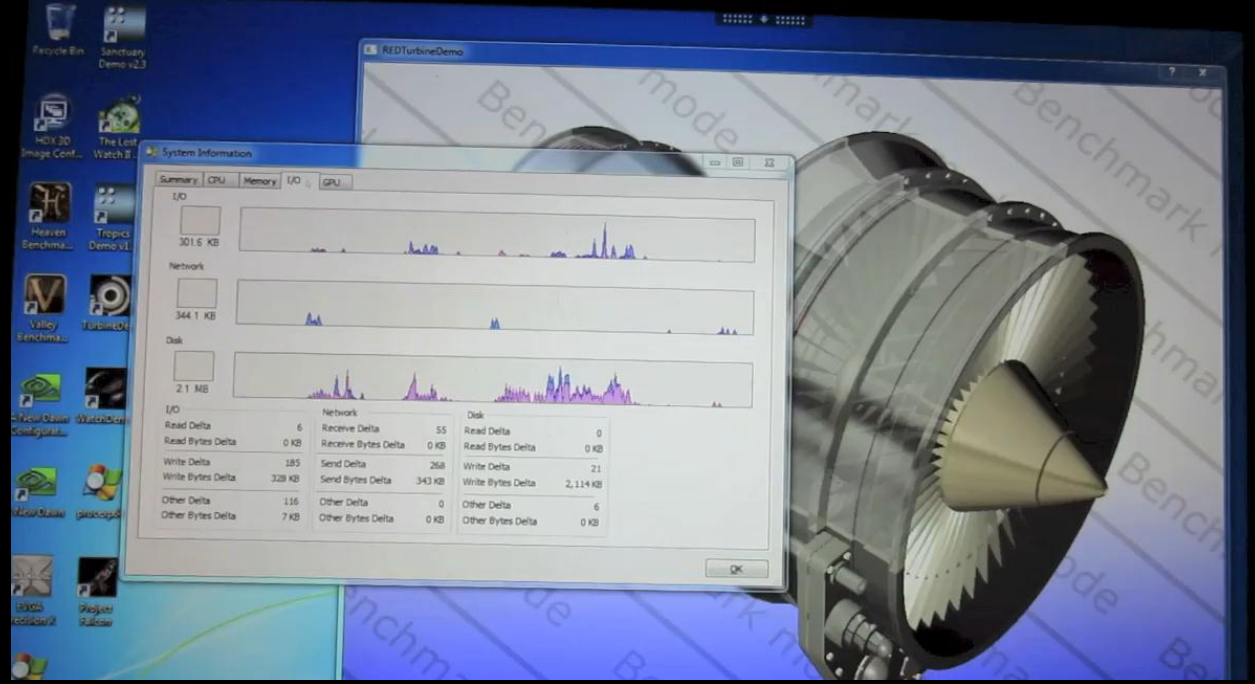 Recycle Bin
Sanctuary
Demo v2.3
HDX 3D
Image Conf...
The Lost
Watch II
Heaven
Benchma...
Tropics
Demo v1.
Valley
Benchma...
TurbineDe
A New Dawn
Configurat...
WatchDem
New Dawn
procexp
EVGA
Precision X
Project
Falcon
REDTurbineDemo
? X
Benchmark mode
Benchmark
System Information
Summary CPU Memory I/O GPU
I/O
301.6 KB
Network
344.1 KB
Disk
2.1 MB
I/O
Read Delta 6
Read Bytes Delta 0 KB
Write Delta 185
Write Bytes Delta 328 KB
Other Delta 116
Other Bytes Delta 7 KB
Network
Receive Delta 55
Receive Bytes Delta 0 KB
Send Delta 268
Send Bytes Delta 343 KB
Other Delta 0
Other Bytes Delta 0 KB
Disk
Read Delta 0
Read Bytes Delta 0 KB
Write Delta 21
Write Bytes Delta 2,114 KB
Other Delta 6
Other Bytes Delta 0 KB
OK